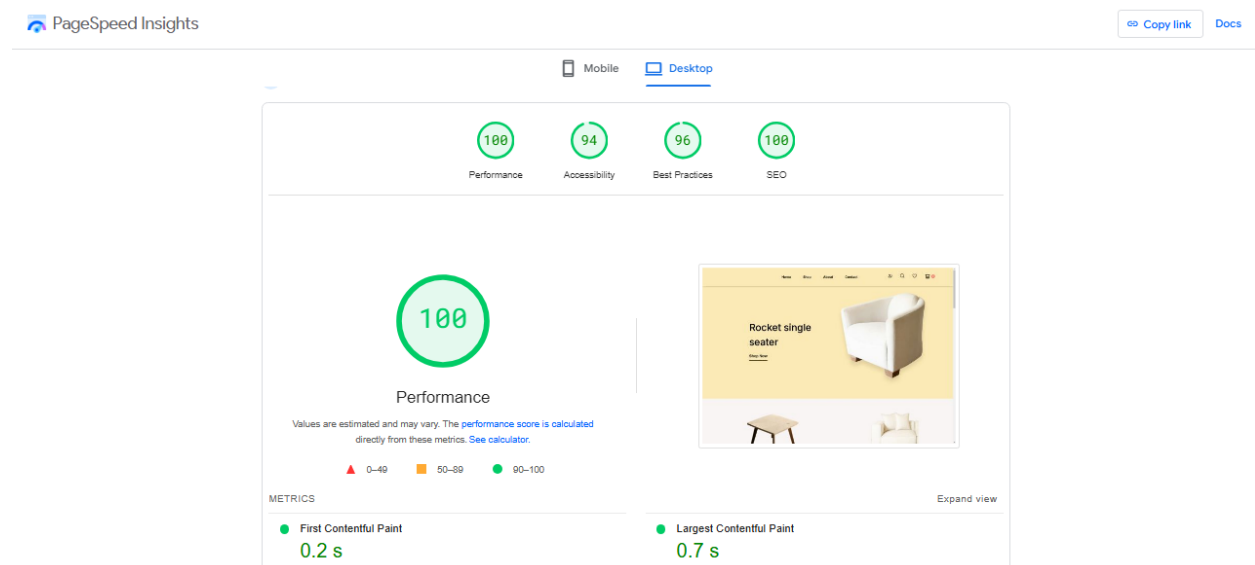 PageSpeed Insights
Copy link
Docs
Mobile
Desktop
100
94
96
100
Performance
Accessibility
Best Practices
SEO
100
Performance
Values are estimated and may vary. The performance score is calculated
directly from these metrics. See calculator.
0–49
50–89
90–100
Home
Shop
About
Contact
Rocket single
seater
Shop Now
METRICS
Expand view
First Contentful Paint
0.2 s
Largest Contentful Paint
0.7 s